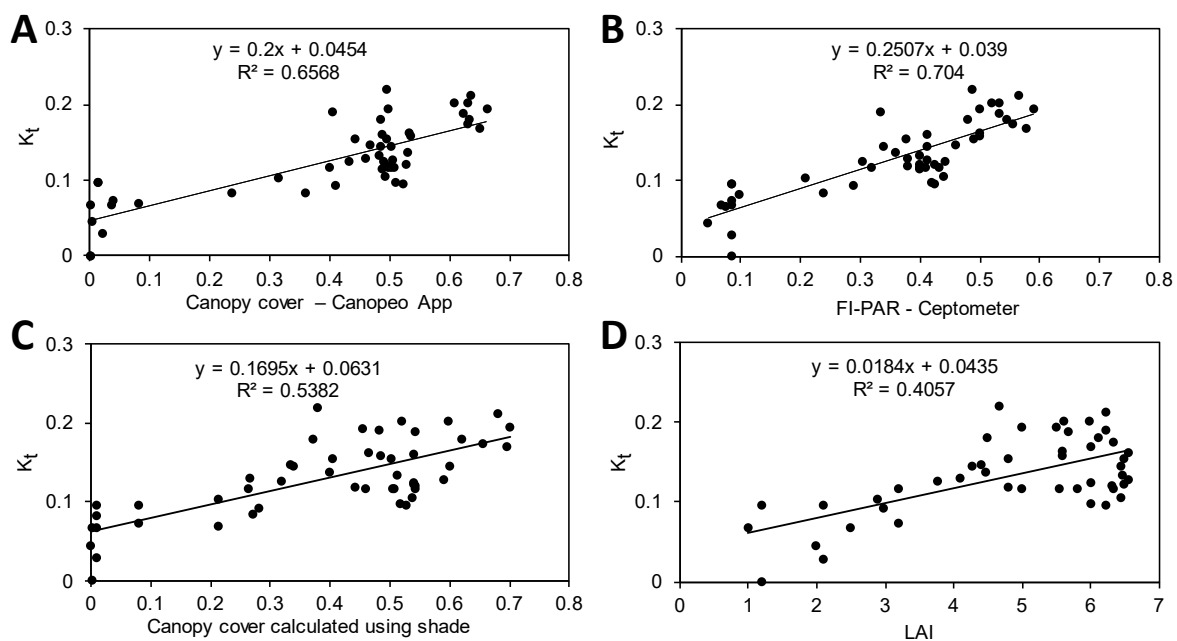 A
0.3
0.2
0.1
0
Kt
y = 0.2x + 0.0454
R² = 0.6568
0 0.1 0.2 0.3 0.4 0.5 0.6 0.7 0.8
Canopy cover – Canopeo App
B
0.3
0.2
0.1
0
Kt
y = 0.2507x + 0.039
R² = 0.704
0 0.1 0.2 0.3 0.4 0.5 0.6 0.7 0.8
FI-PAR - Ceptometer
C
0.3
0.2
0.1
0
Kt
y = 0.1695x + 0.0631
R² = 0.5382
0 0.1 0.2 0.3 0.4 0.5 0.6 0.7 0.8
Canopy cover calculated using shade
D
0.3
0.2
0.1
0
Kt
y = 0.0184x + 0.0435
R² = 0.4057
0 1 2 3 4 5 6 7
LAI